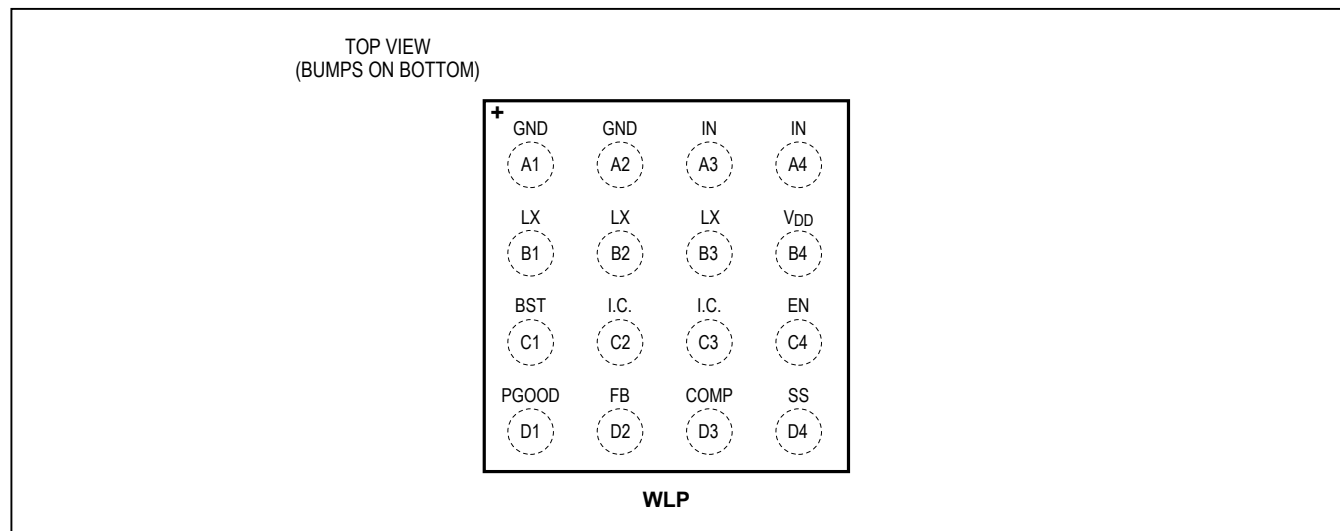 TOP VIEW
(BUMPS ON BOTTOM)
+
GND GND IN IN
A1 A2 A3 A4
LX LX LX VDD
B1 B2 B3 B4
BST I.C. I.C. EN
C1 C2 C3 C4
PGOOD FB COMP SS
D1 D2 D3 D4
WLP